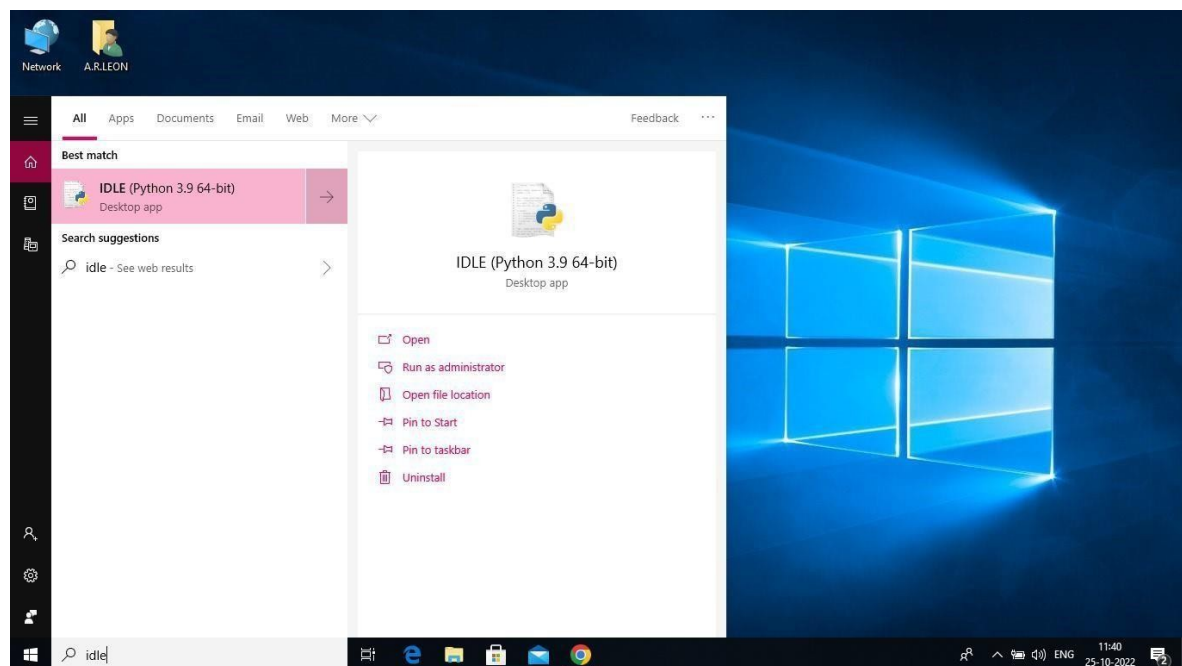 Network
A.R.LEON
All Apps Documents Email Web More
Feedback ...
Best match
IDLE (Python 3.9 64-bit)
Desktop app
Search suggestions
idle - See web results
IDLE (Python 3.9 64-bit)
Desktop app
Open
Run as administrator
Open file location
Pin to Start
Pin to taskbar
Uninstall
idle
ENG
11:40
25-10-2022
2